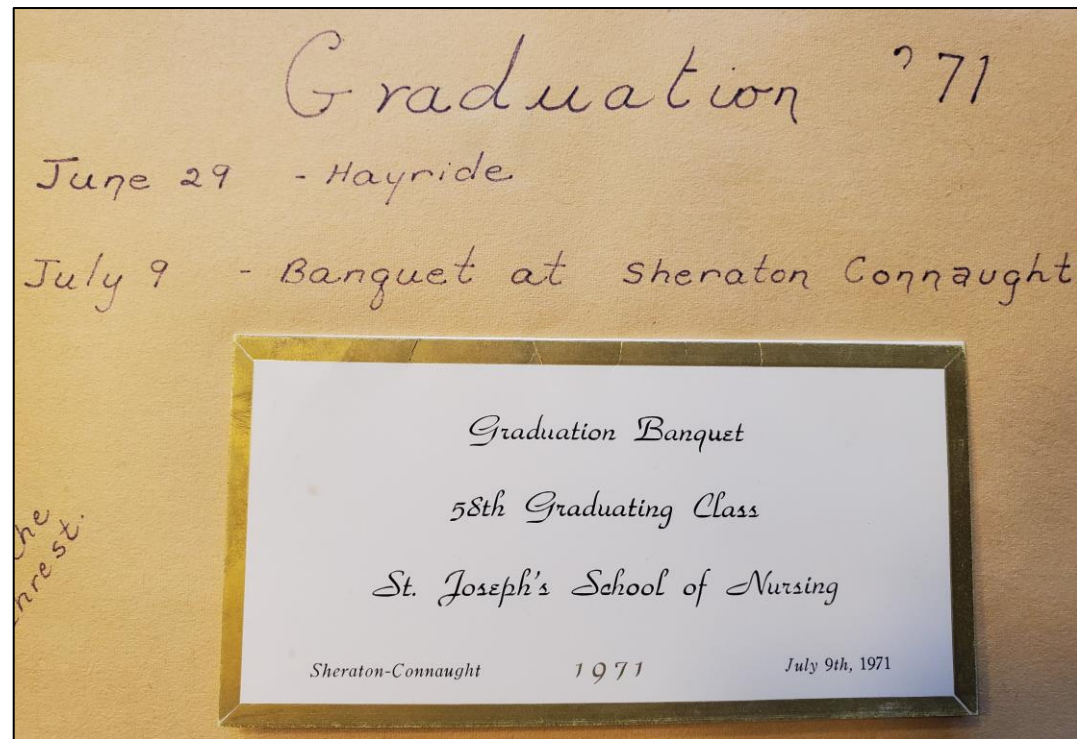 Graduation '71
June 29 - Hayride
July 9 - Banquet at Sheraton Connaught
the
Graduation Banquet
58th Graduating Class
St. Joseph's School of Nursing
Sheraton-Connaught 1971 July 9th, 1971